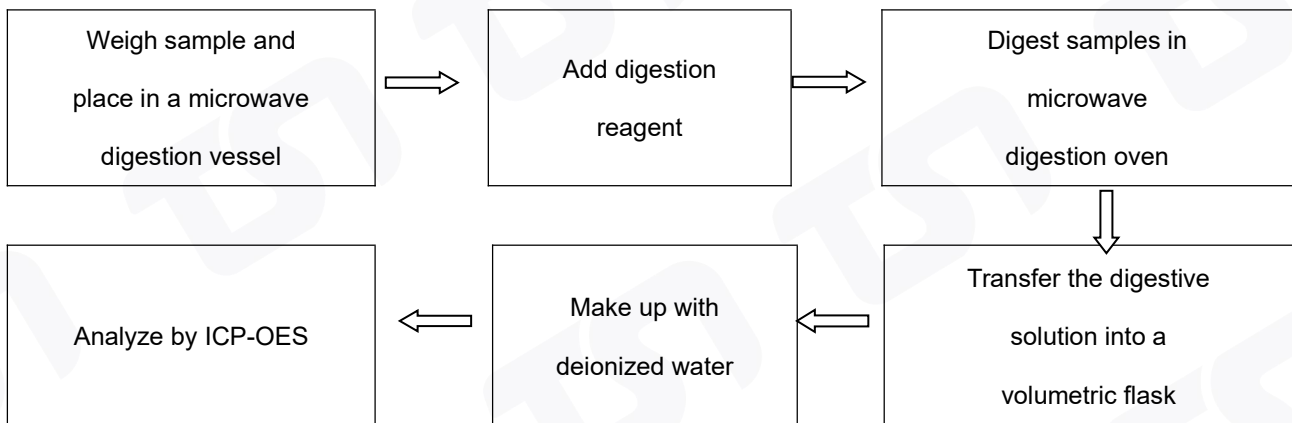 Weigh sample and
place in a microwave
digestion vessel
Add digestion
reagent
Digest samples in
microwave
digestion oven
Transfer the digestive
solution into a
volumetric flask
Make up with
deionized water
Analyze by ICP-OES